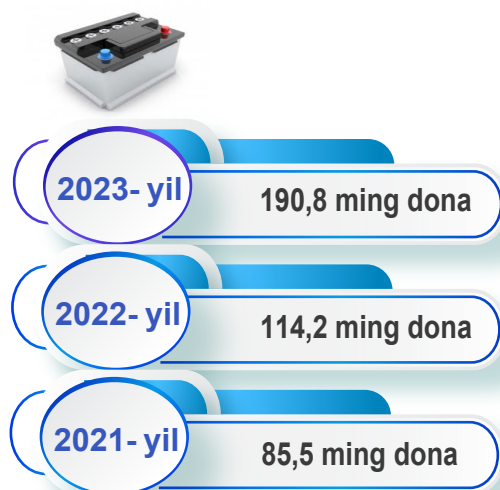 2023- yil
190,8 ming dona
2022- yil
114,2 ming dona
2021- yil
85,5 ming dona